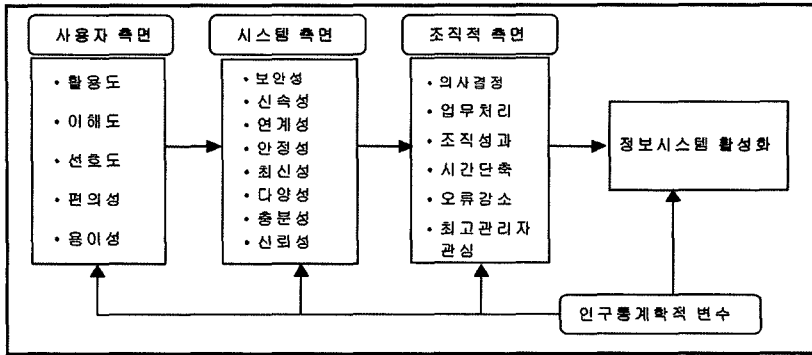 사용자 측면
• 활용도
• 이해도
• 선호도
• 편의성
• 용이성
시스템 측면
• 보안성
• 신속성
• 연계성
• 안정성
• 최신성
• 다양성
• 충분성
• 신뢰성
조직적 측면
• 의사결정
• 업무처리
• 조직성과
• 시간단축
• 오류감소
• 최고관리자
관심
정보시스템 활성화
인구통계학적 변수